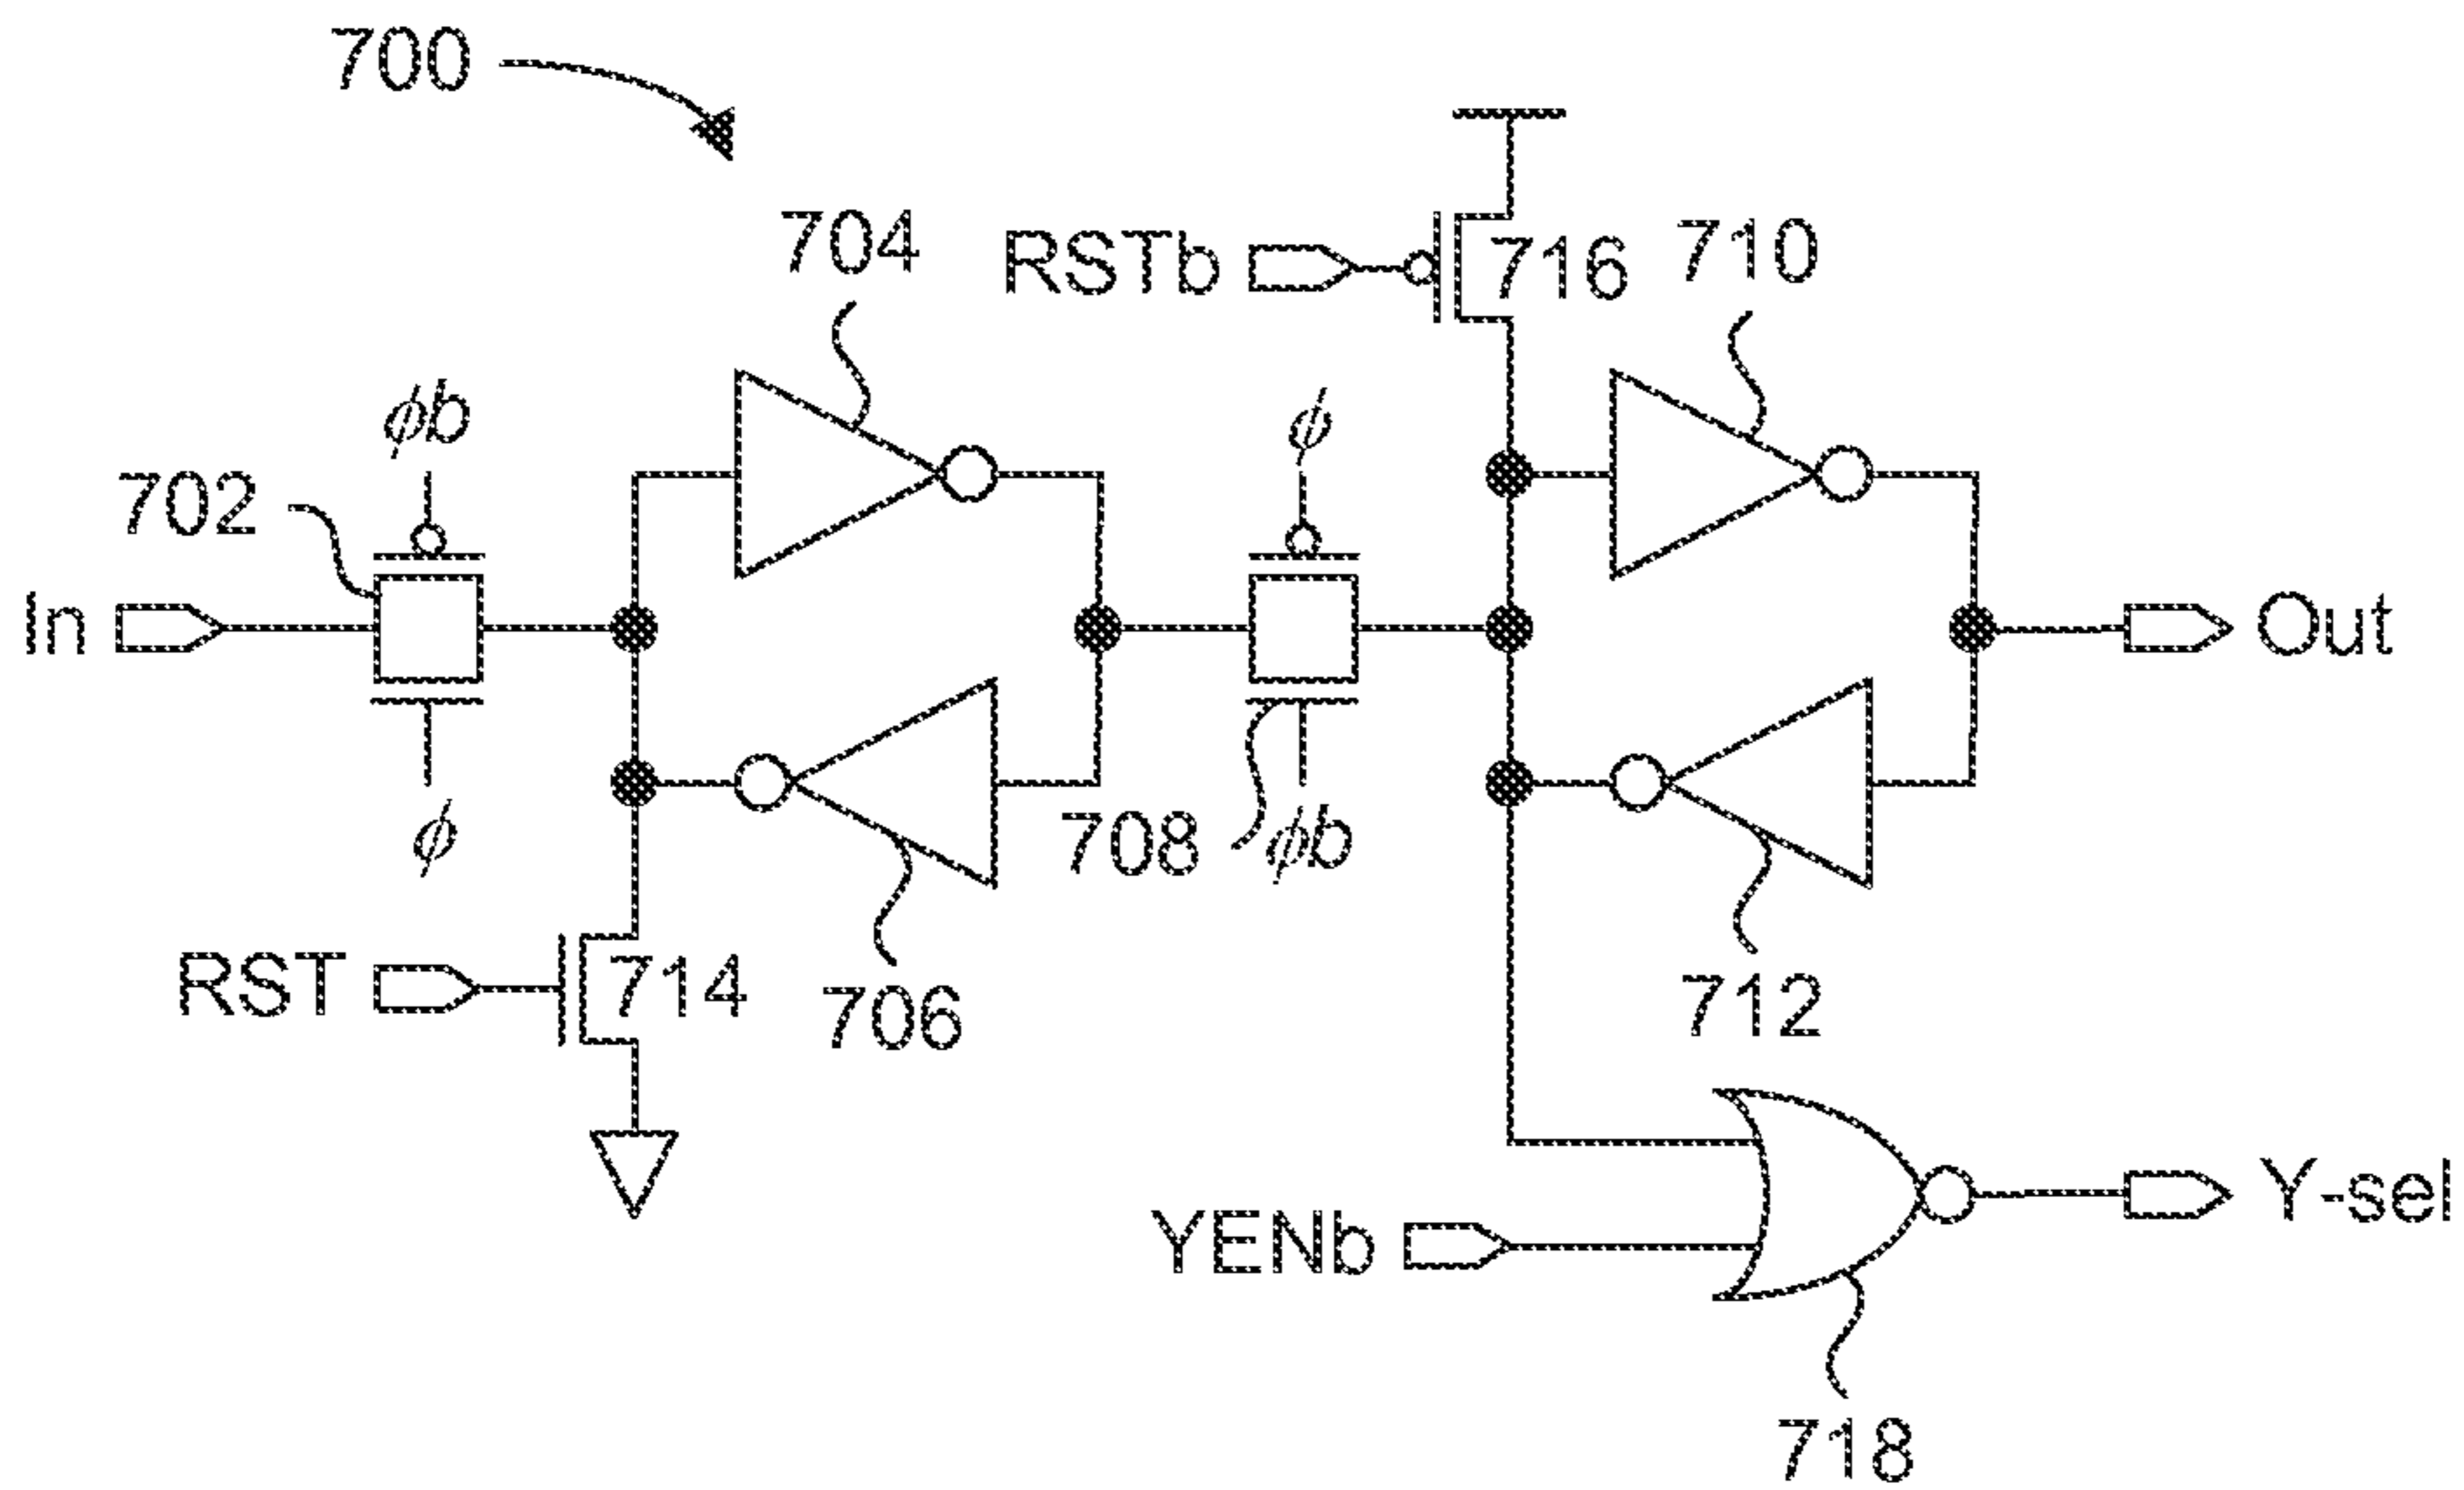 700
704
RSTb
716
710
ϕb
ϕ
702
In
Out
708
ϕb
ϕ
RST
714
706
712
YENb
Y-sel
718